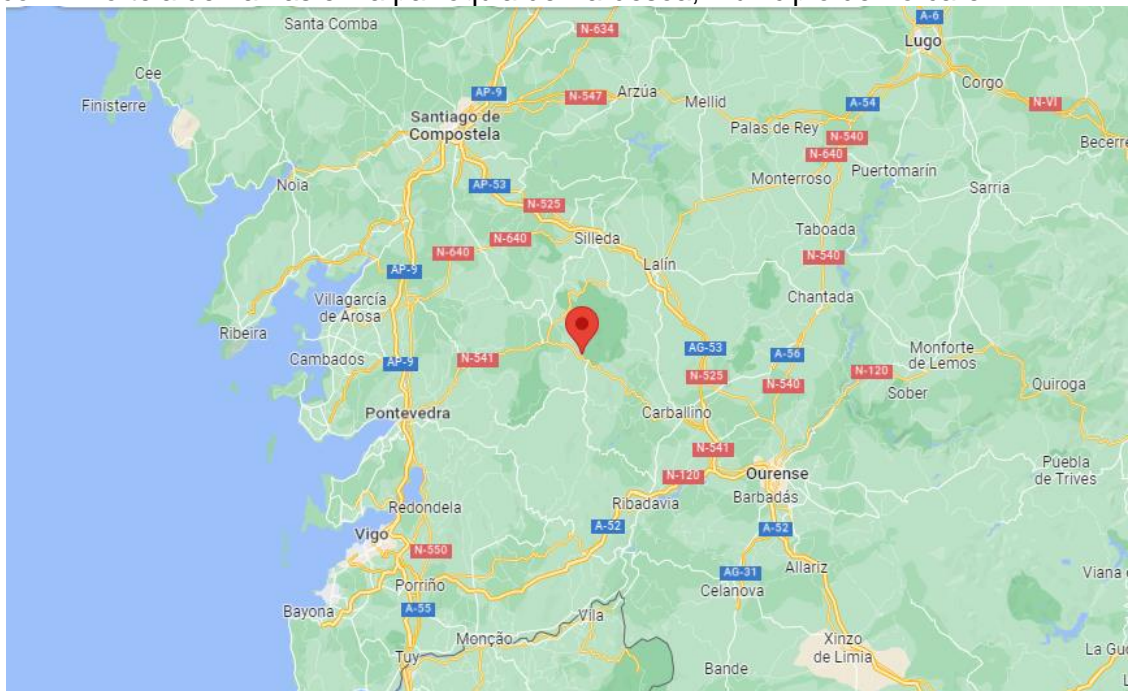 Santa Comba
N-634
A-6
Lugo
Cee
Finisterre
AP-9
N-547
Arzúa
Mellid
Corgo
A-54
N-VI
Santiago de
Compostela
Palas de Rey
N-540
N-640
Becerre
Noia
AP-53
Monterroso
Puertomarín
Sarria
N-525
N-640
N-640
Silleda
Taboada
N-540
Lalín
AP-9
Villagarcía
de Arosa
Chantada
Ribeira
Cambados
AP-9
N-541
AG-53
A-56
N-525
N-540
N-120
Monforte
de Lemos
Sober
Quiroga
Pontevedra
Carballino
N-541
N-120
Ourense
Barbadás
Puebla
de Trives
Redondela
Ribadavia
A-52
A-52
Vigo
N-550
Porriño
AG-31
Allariz
Celanova
Viana
Bayona
A-55
Vila
Monção
Tuy
Xinzo
de Limia
La Gu
Bande